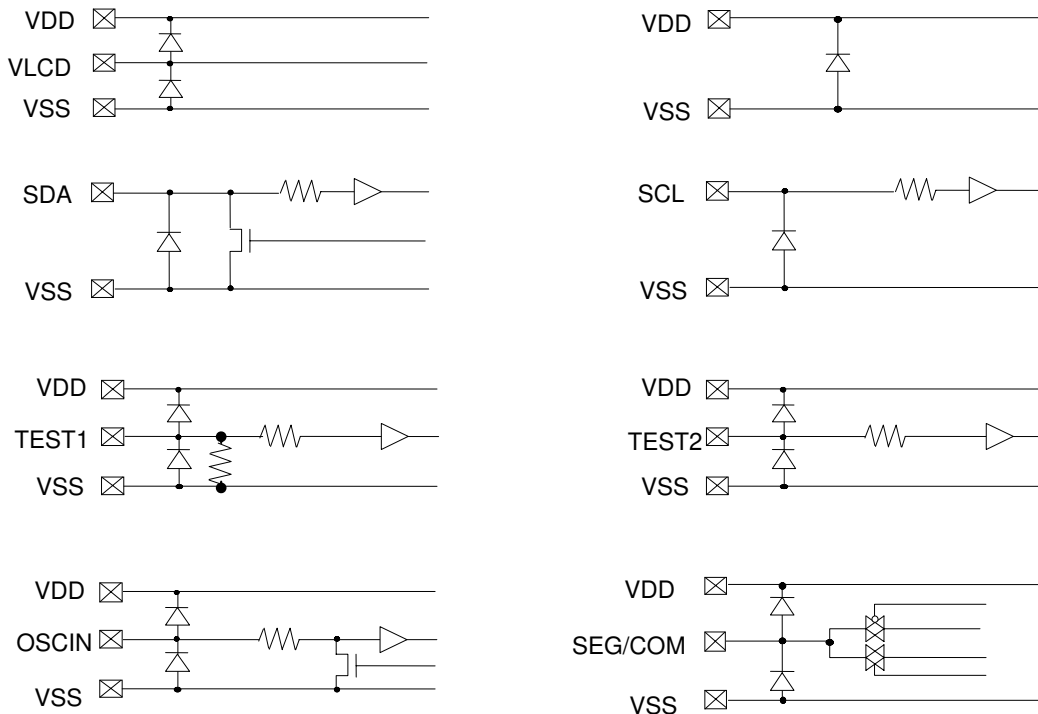 VDD
VLCD
VSS
VDD
VSS
SDA
VSS
SCL
VSS
VDD
TEST1
VSS
VDD
TEST2
VSS
VDD
OSCIN
VSS
VDD
SEG/COM
VSS